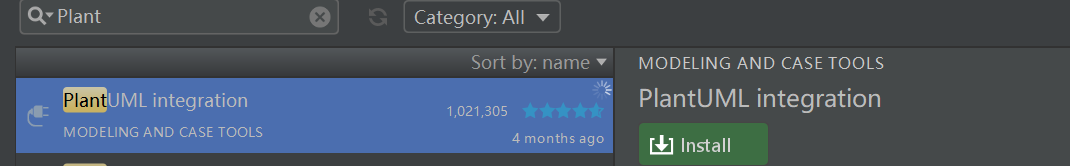 Plant
Category: All
Sort by: name
PlantUML integration
1,021,305
MODELING AND CASE TOOLS
4 months ago
MODELING AND CASE TOOLS
PlantUML integration
Install